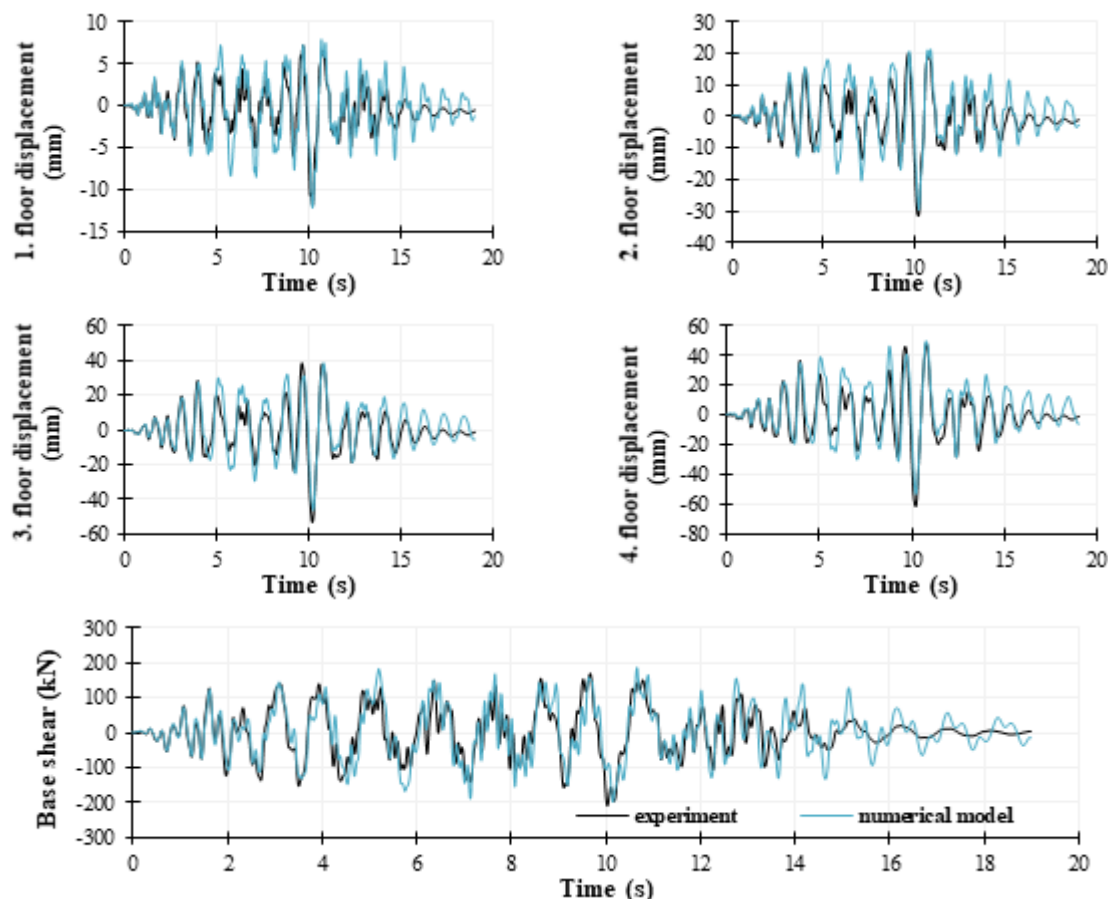 1. floor displacement
(mm)
10
5
0
-5
-10
-15
0 5 10 15 20
Time (s)
2. floor displacement
(mm)
30
20
10
0
-10
-20
-30
-40
0 5 10 15 20
Time (s)
3. floor displacement
(mm)
60
40
20
0
-20
-40
-60
0 5 10 15 20
Time (s)
4. floor displacement
(mm)
60
40
20
0
-20
-40
-60
-80
0 5 10 15 20
Time (s)
Base shear (kN)
300
200
100
0
-100
-200
-300
experiment numerical model
0 2 4 6 8 10 12 14 16 18 20
Time (s)